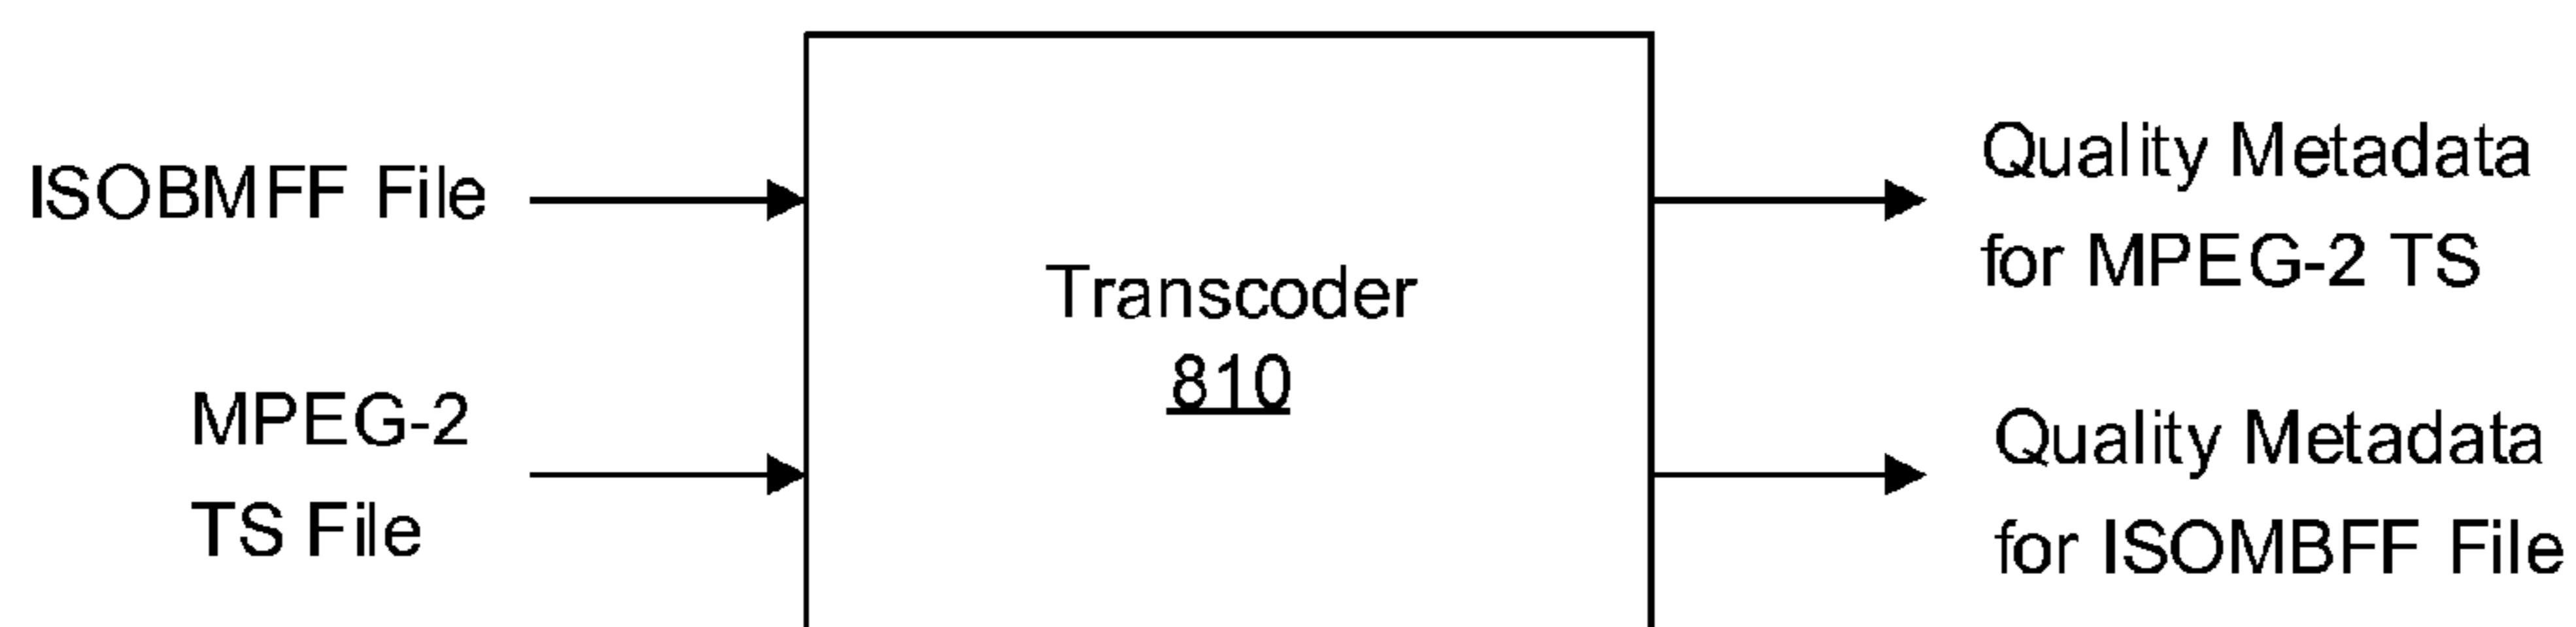 ISOBMFF File
MPEG-2
TS File
Transcoder
810
Quality Metadata
for MPEG-2 TS
Quality Metadata
for ISOMBFF File